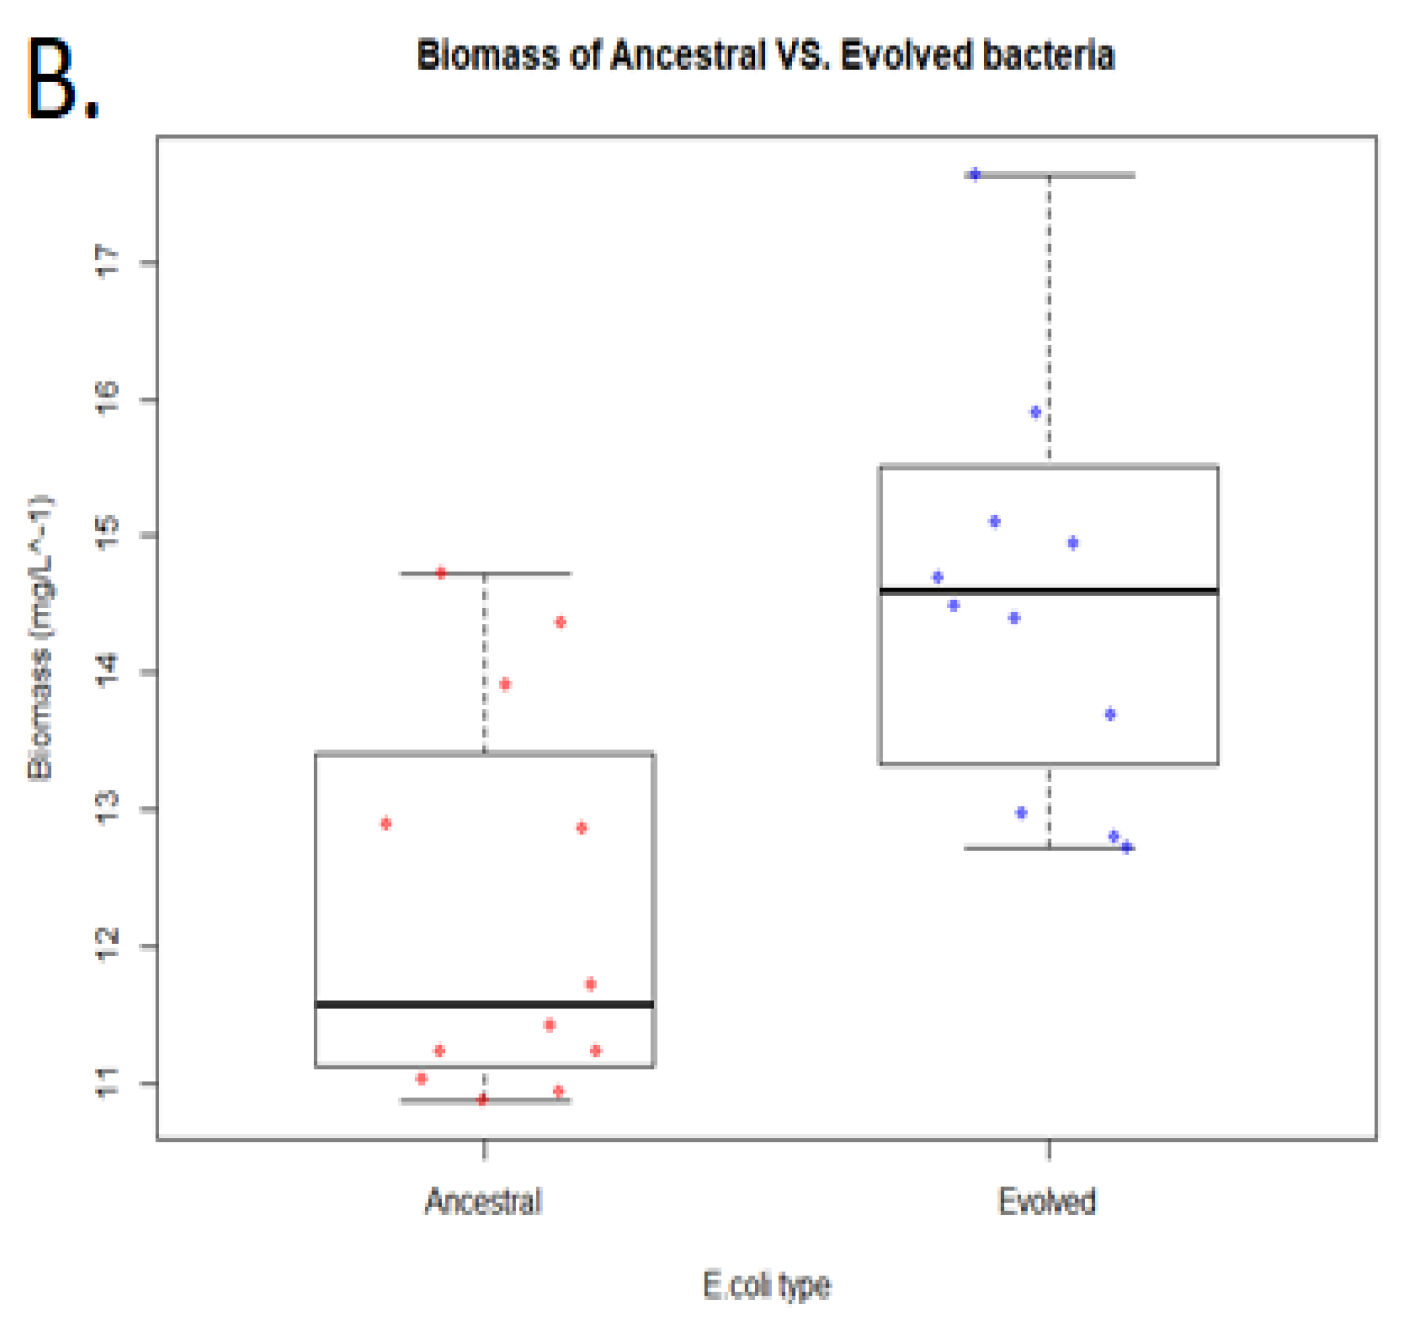 B.
Biomass of Ancestral VS. Evolved bacteria
17
16
15
14
13
12
11
Biomass (mg/L^-1)
Ancestral
Evolved
E.coli type